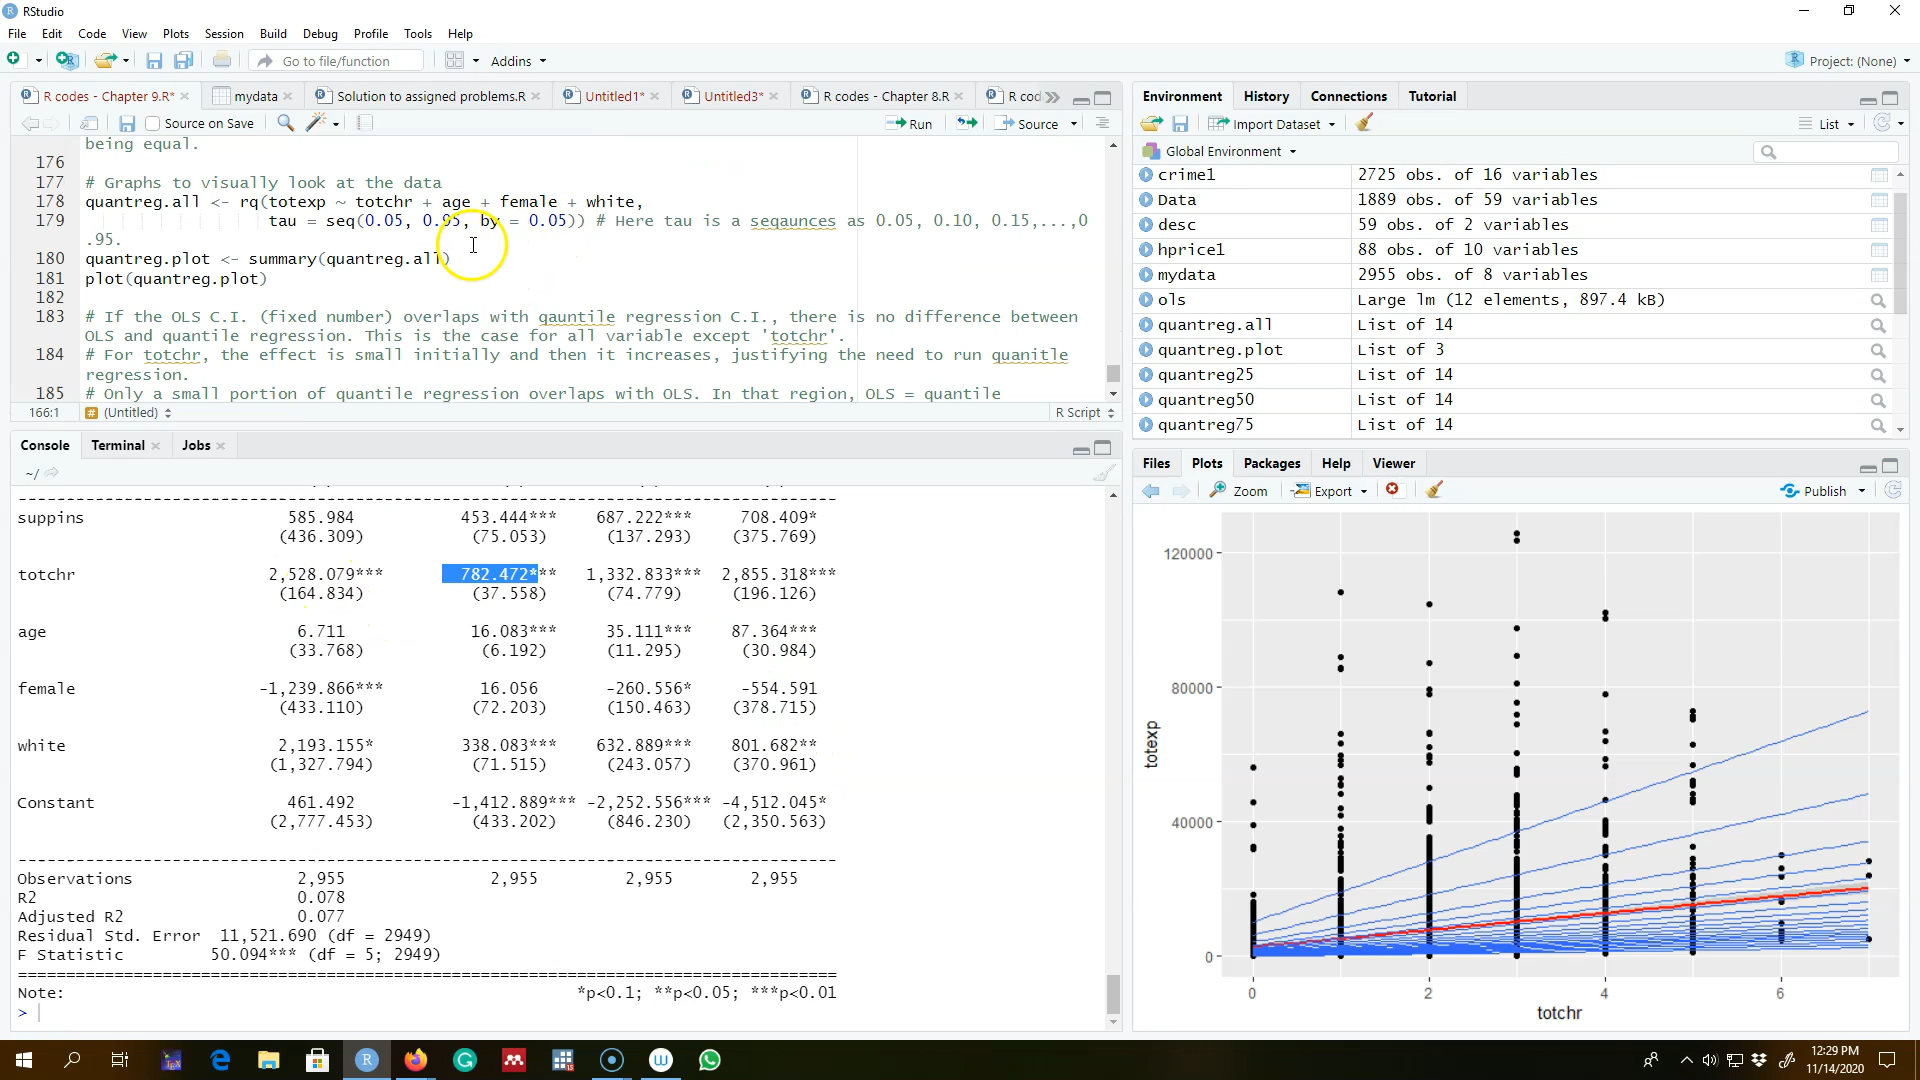 RStudio
File Edit Code View Plots Session Build Debug Profile Tools Help
Go to file/function Addins Project: (None)
R codes - Chapter 9.R* mydata Solution to assigned problems.R Untitled1* Untitled3* R codes - Chapter 8.R R cod
Source on Save Run Source
being equal.
176
177 # Graphs to visually look at the data
178 quantreg.all <- rq(totexp ~ totchr + age + female + white,
179 tau = seq(0.05, 0.95, by = 0.05)) # Here tau is a seqaunces as 0.05, 0.10, 0.15,...,0
.95.
180 quantreg.plot <- summary(quantreg.all)
181 plot(quantreg.plot)
182
183 # If the OLS C.I. (fixed number) overlaps with qauntile regression C.I., there is no difference between
OLS and quantile regression. This is the case for all variable except 'totchr'.
184 # For totchr, the effect is small initially and then it increases, justifying the need to run quanitle
regression.
185 # Only a small portion of quantile regression overlaps with OLS. In that region, OLS = quantile
166:1 # (Untitled) R Script
Console Terminal Jobs
~/
--------------------------------------------------------------------------------
suppins 585.984 453.444*** 687.222*** 708.409*
(436.309) (75.053) (137.293) (375.769)
totchr 2,528.079*** 782.472*** 1,332.833*** 2,855.318***
(164.834) (37.558) (74.779) (196.126)
age 6.711 16.083*** 35.111*** 87.364***
(33.768) (6.192) (11.295) (30.984)
female -1,239.866*** 16.056 -260.556* -554.591
(433.110) (72.203) (150.463) (378.715)
white 2,193.155* 338.083*** 632.889*** 801.682**
(1,327.794) (71.515) (243.057) (370.961)
Constant 461.492 -1,412.889*** -2,252.556*** -4,512.045*
(2,777.453) (433.202) (846.230) (2,350.563)
--------------------------------------------------------------------------------
Observations 2,955 2,955 2,955 2,955
R2 0.078
Adjusted R2 0.077
Residual Std. Error 11,521.690 (df = 2949)
F Statistic 50.094*** (df = 5; 2949)
================================================================================
Note: *p<0.1; **p<0.05; ***p<0.01
>
Environment History Connections Tutorial
Import Dataset List
Global Environment
crime1 2725 obs. of 16 variables
Data 1889 obs. of 59 variables
desc 59 obs. of 2 variables
hprice1 88 obs. of 10 variables
mydata 2955 obs. of 8 variables
ols Large lm (12 elements, 897.4 kB)
quantreg.all List of 14
quantreg.plot List of 3
quantreg25 List of 14
quantreg50 List of 14
quantreg75 List of 14
Files Plots Packages Help Viewer
Zoom Export Publish
120000
80000
40000
0
totexp
0 2 4 6
totchr
12:29 PM
11/14/2020